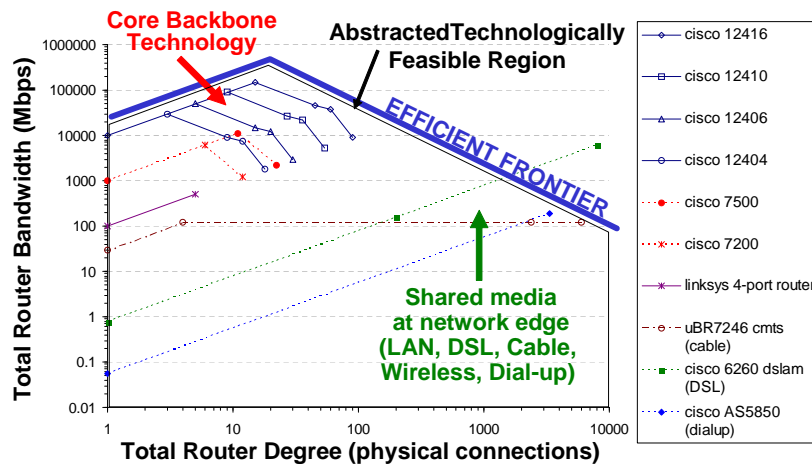 Core Backbone
Technology
AbstractedTechnologically
Feasible Region
EFFICIENT FRONTIER
Shared media
at network edge
(LAN, DSL, Cable,
Wireless, Dial-up)
Total Router Bandwidth (Mbps)
1000000
100000
10000
1000
100
10
1
0.1
0.01
1
10
100
1000
10000
Total Router Degree (physical connections)
cisco 12416
cisco 12410
cisco 12406
cisco 12404
cisco 7500
cisco 7200
linksys 4-port router
uBR7246 cmts
(cable)
cisco 6260 dslam
(DSL)
cisco AS5850
(dialup)